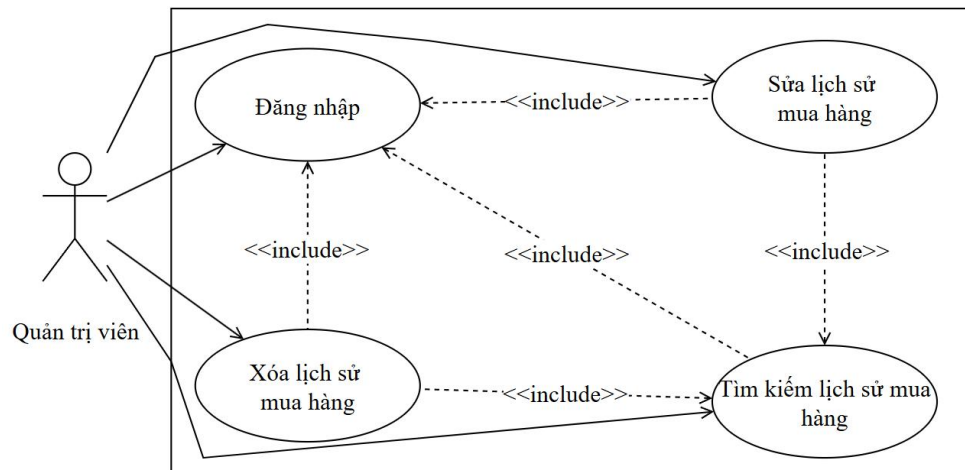 Đăng nhập
<<include>>
Sửa lịch sử
mua hàng
<<include>>
<<include>>
<<include>>
Quản trị viên
Xóa lịch sử
mua hàng
<<include>>
Tìm kiếm lịch sử mua
hàng